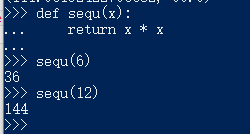 >>> def sequ(x):
...     return x * x
...
>>> sequ(6)
36
>>> sequ(12)
144
>>>